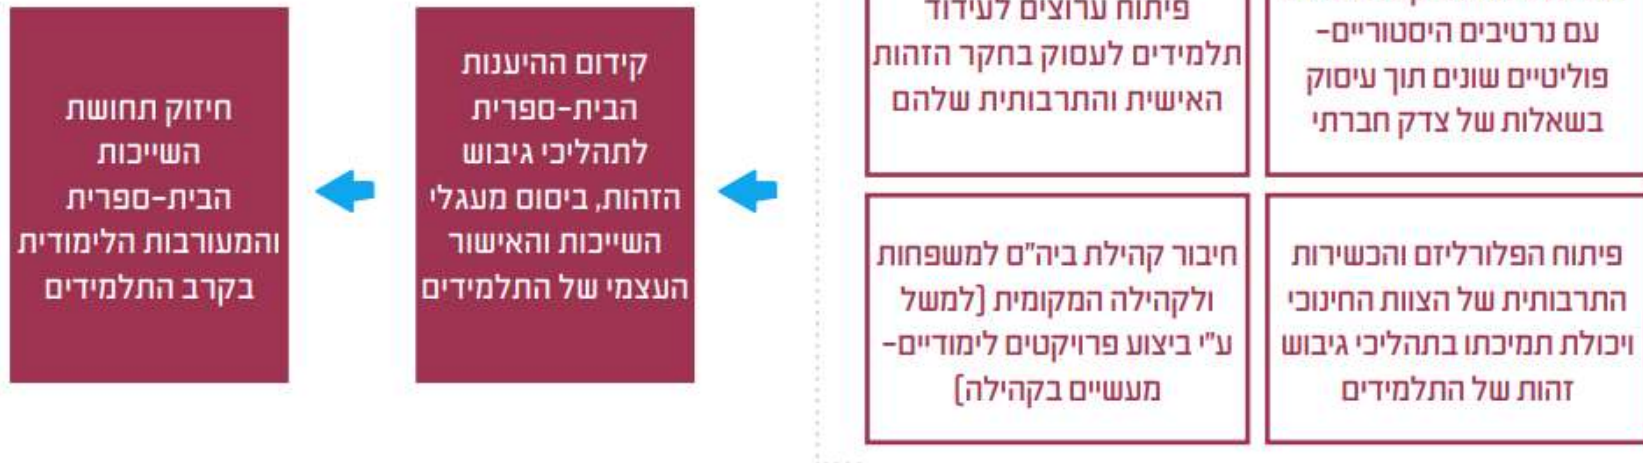 עם נרטיבים היסטוריים-
פוליטיים שונים תוך עיסוק
בשאלות של צדק חברתי
פיתוח ערוצים לעידוד
תלמידים לעסוק בחקר הזהות
האישית והתרבותית שלהם
פיתוח הפלורליזם והכשירות
התרבותית של הצוות החינוכי
ויכולת תמיכתו בתהליכי גיבוש
זהות של התלמידים
חיבור קהילת ביה"ס למשפחות
ולקהילה המקומית (למשל
ע"י ביצוע פרויקטים לימודיים-
מעשיים בקהילה)
קידום ההיענות
הבית-ספרית
לתהליכי גיבוש
הזהות, ביסוס מעגלי
השייכות והאישור
העצמי של התלמידים
חיזוק תחושת
השייכות
הבית-ספרית
והמעורבות הלימודית
בקרב התלמידים